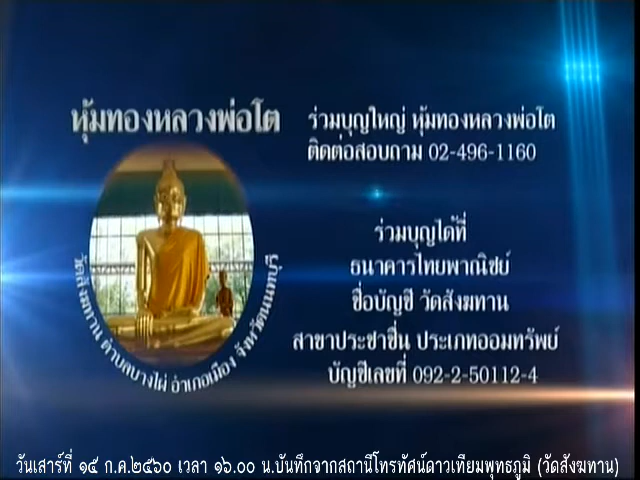 หุ้มทองหลวงพ่อโต
ร่วมบุญใหญ่ หุ้มทองหลวงพ่อโต
ติดต่อสอบถาม 02-496-1160
วัดสังฆทาน ตำบลบางไผ่ อำเภอเมือง จังหวัดนนทบุรี
ร่วมบุญได้ที่
ธนาคารไทยพาณิชย์
ชื่อบัญชี วัดสังฆทาน
สาขาประชาชื่น ประเภทออมทรัพย์
บัญชีเลขที่ 092-2-50112-4
วันเสาร์ที่ ๑๕ ก.ค.๒๕๖๐ เวลา ๑๖.๐๐ น.บันทึกจากสถานีโทรทัศน์ดาวเทียมพุทธภูมิ (วัดสังฆทาน)